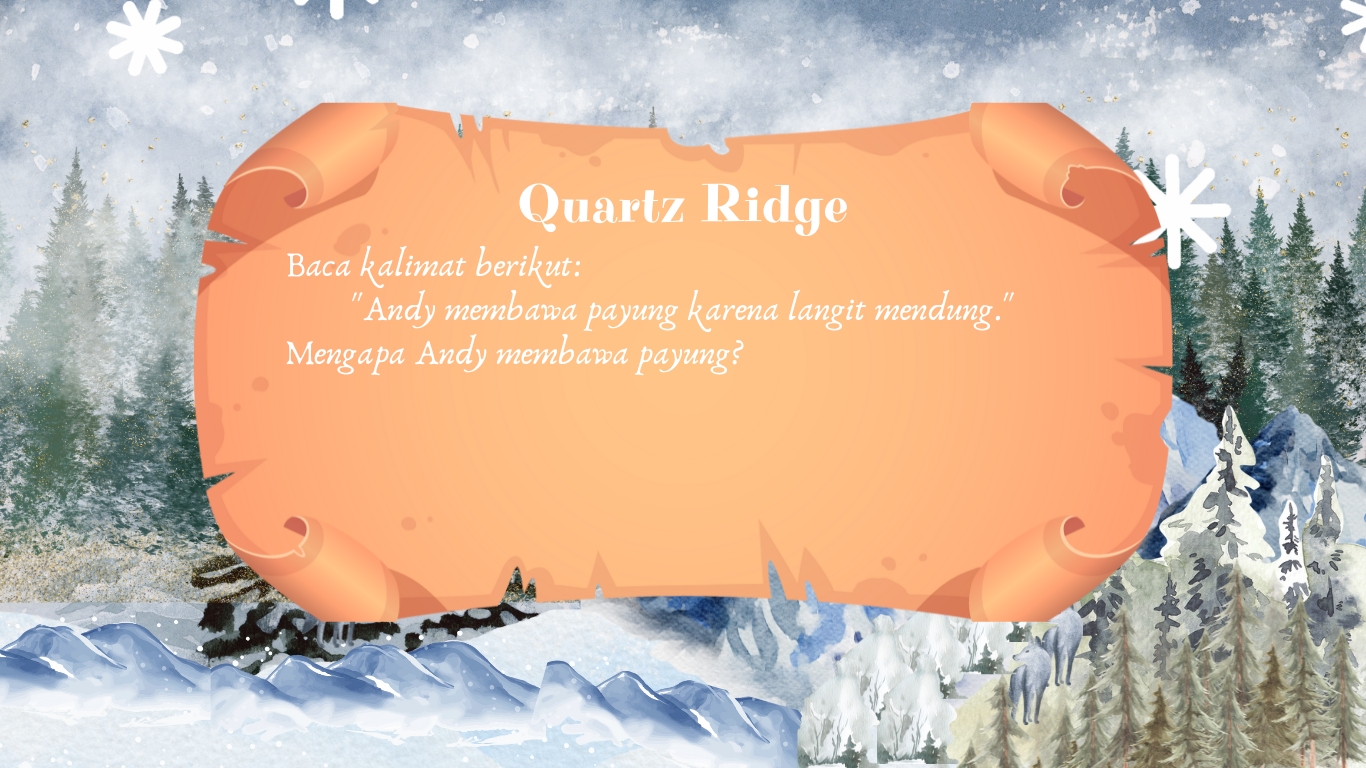 Quartz Ridge
Baca kalimat berikut:
"Andy membawa payung karena langit mendung."
Mengapa Andy membawa payung?